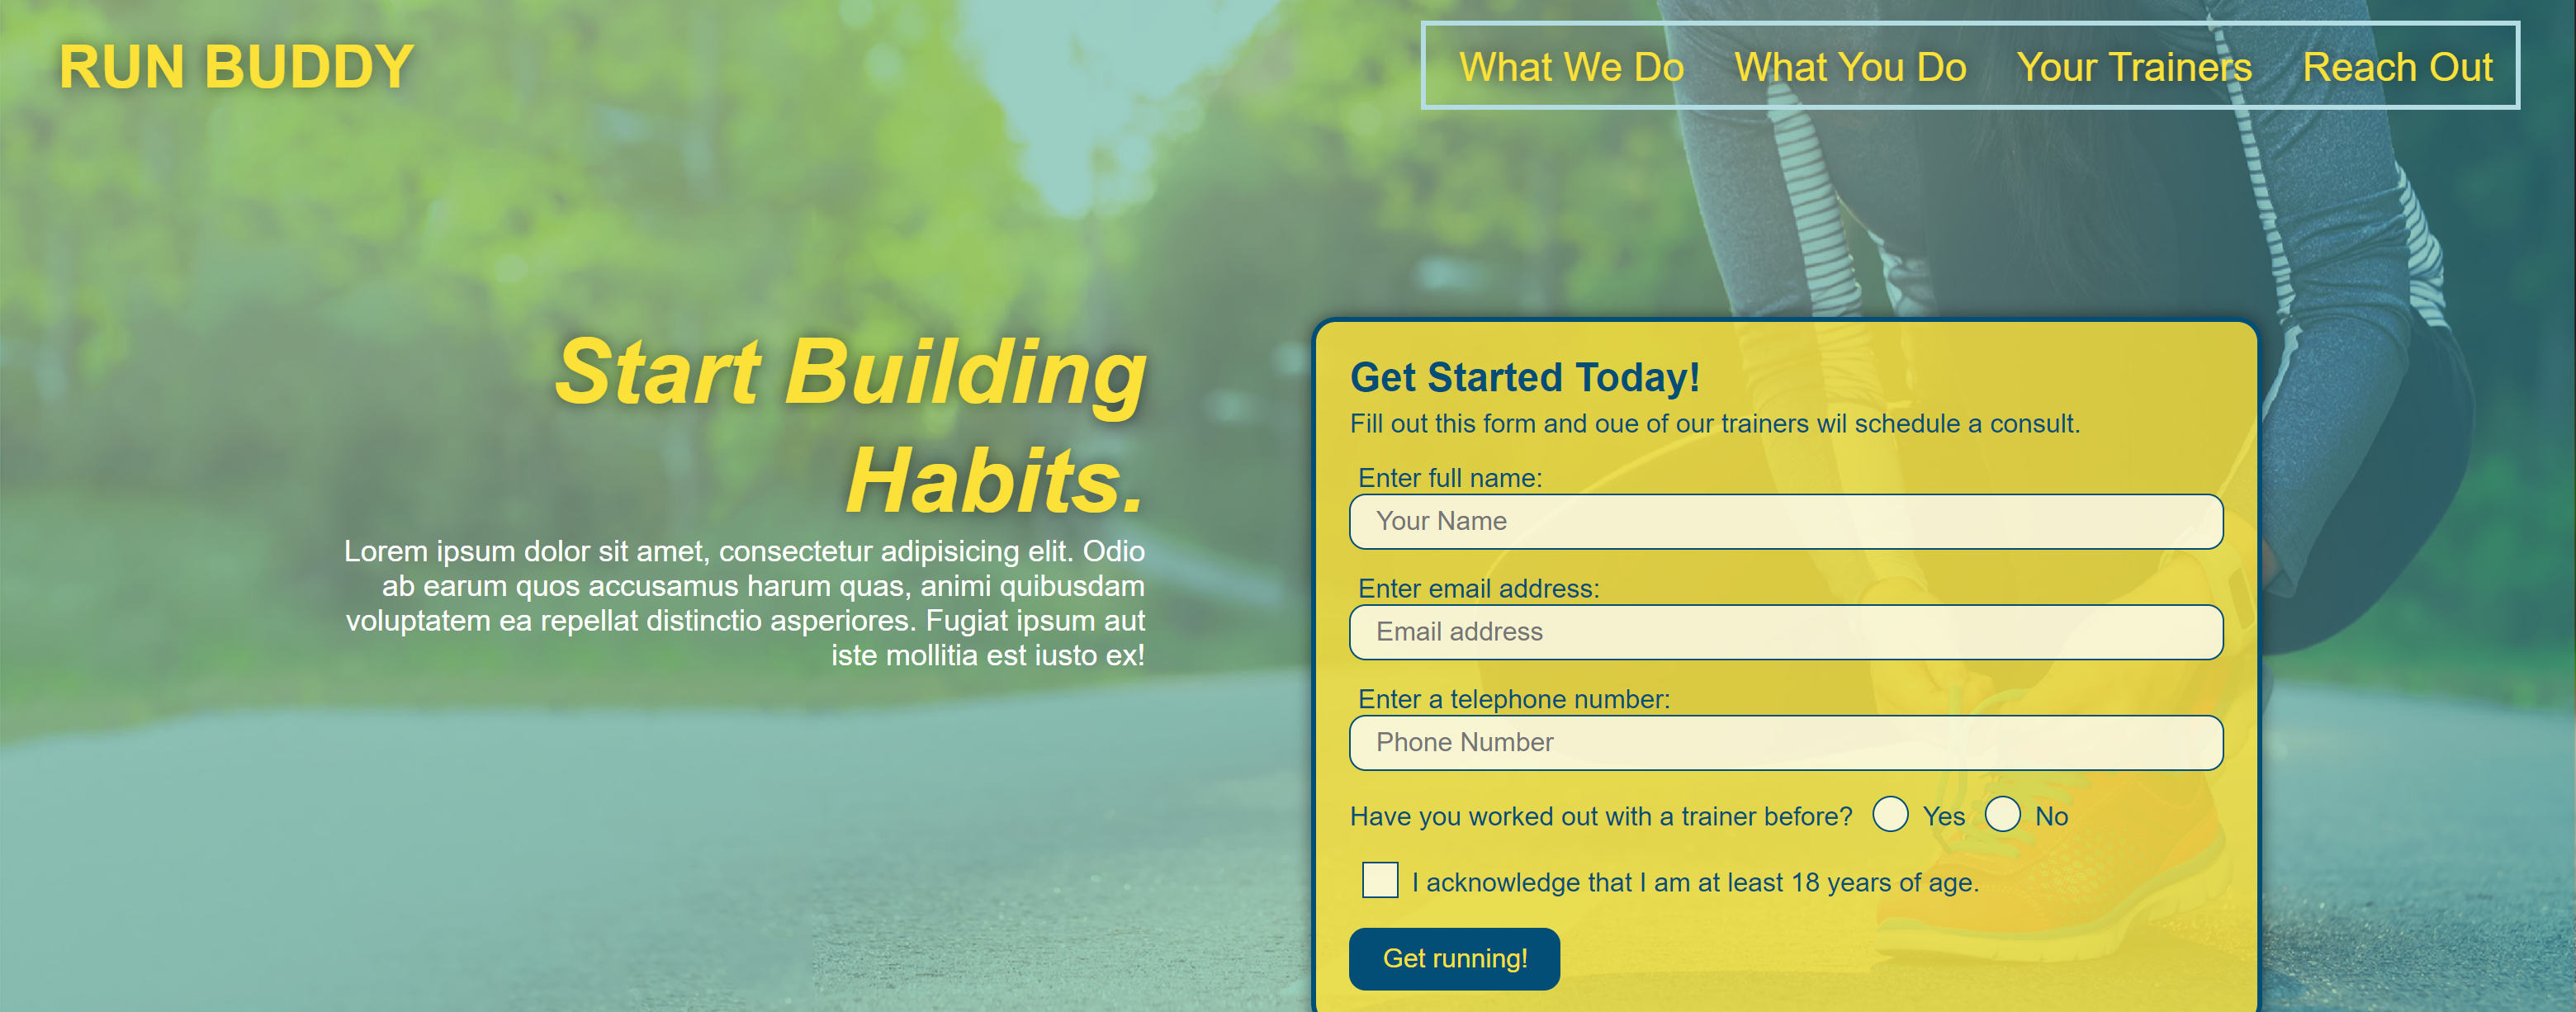 RUN BUDDY
What We Do What You Do Your Trainers Reach Out
Start Building
Habits.
Lorem ipsum dolor sit amet, consectetur adipisicing elit. Odio
ab earum quos accusamus harum quas, animi quibusdam
voluptatem ea repellat distinctio asperiores. Fugiat ipsum aut
iste mollitia est iusto ex!
Get Started Today!
Fill out this form and oue of our trainers wil schedule a consult.
Enter full name:
Your Name
Enter email address:
Email address
Enter a telephone number:
Phone Number
Have you worked out with a trainer before? Yes No
I acknowledge that I am at least 18 years of age.
Get running!